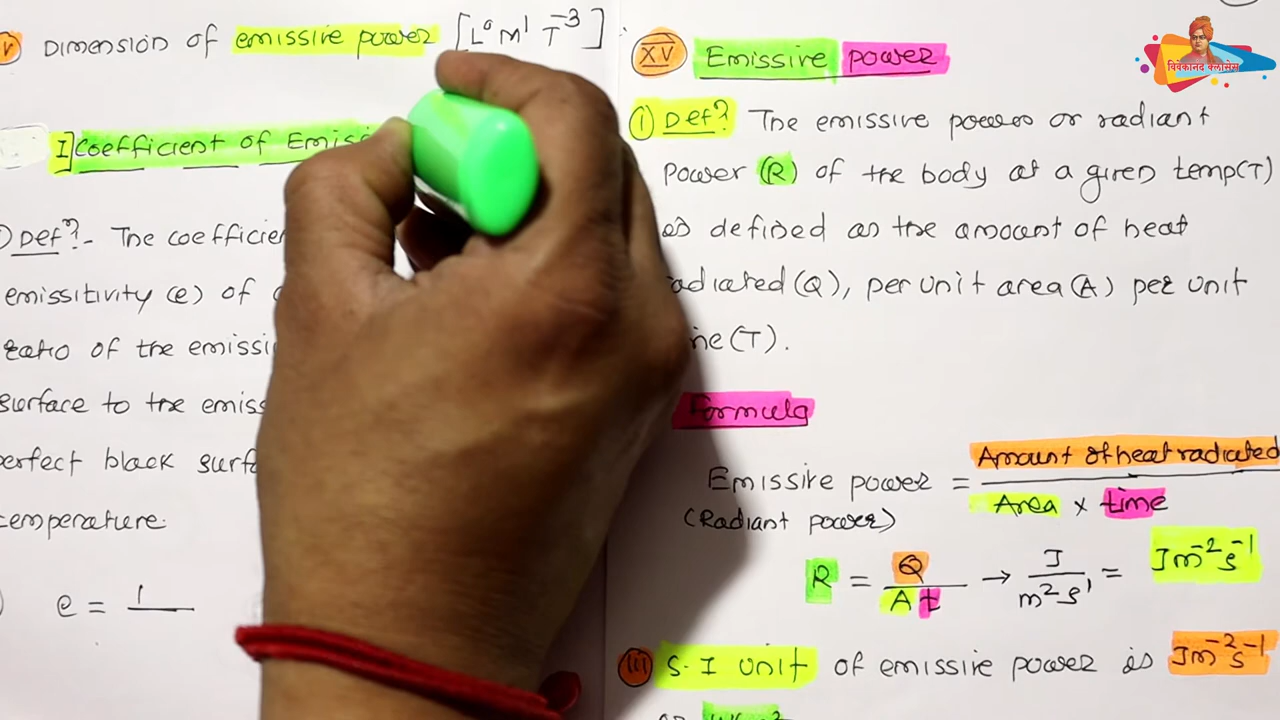 v Dimension of emissive power [L⁰ M¹ T⁻³]
I] Coefficient of Emis
Def? - The coefficie
emissitivity (e) of
ratio of the emissi
surface to the emiss
perfect black surf
temperature.
e =
XV Emissive power
i) Def? The emissive power or radiant
Power (R) of the body at a given temp(T)
is defined as the amount of heat
radiated (Q), per unit area (A) per unit
me (T).
Formula
Emissive power = Amount of heat radiated
Area × time
(Radiant power)
R = Q / A t → J / m² s¹ = Jm⁻² s⁻¹
iii S.I unit of emissive power is Jm⁻² s⁻¹
विवेकानंद क्लासेस